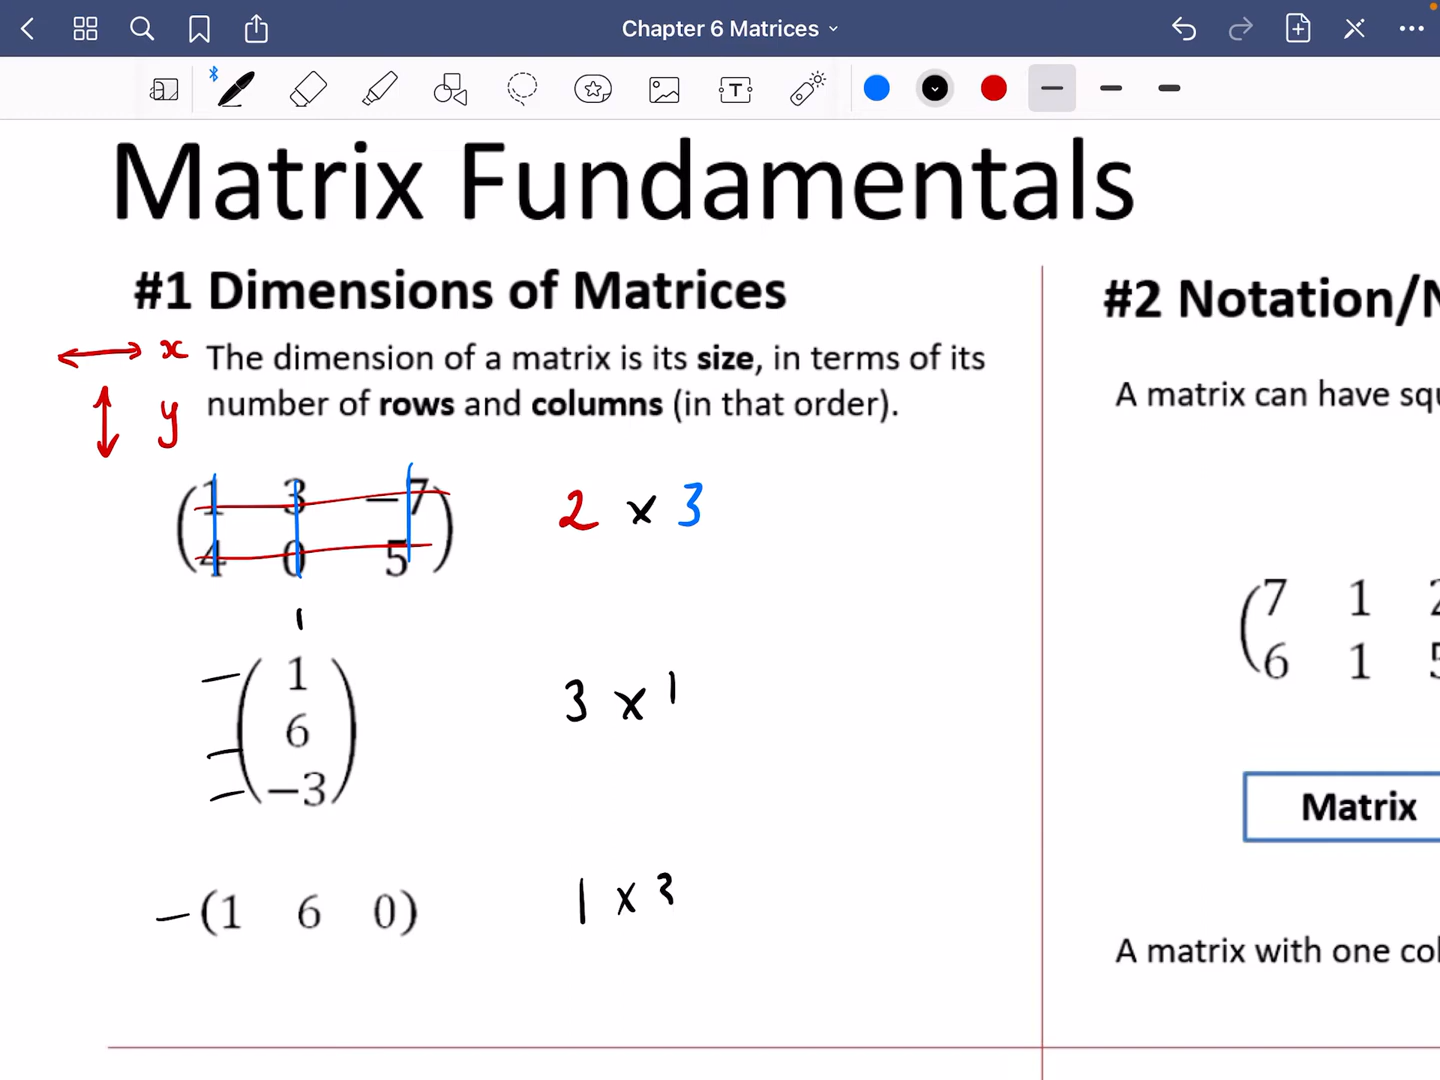 Chapter 6 Matrices
Matrix Fundamentals
#1 Dimensions of Matrices
x The dimension of a matrix is its size, in terms of its
y number of rows and columns (in that order).
(1 3 −7
4 0 5)
2 x 3
1
(1
6
−3)
3 x 1
(1 6 0)
1 x 3
#2 Notation/
A matrix can have squ
(7 1 2
6 1 5
Matrix
A matrix with one col